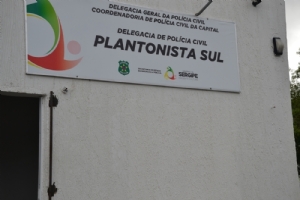 DELEGACIA GERAL DA POLÍCIA CIVIL
COORDENADORIA DE POLÍCIA CIVIL DA CAPITAL
DELEGACIA DE POLÍCIA CIVIL
PLANTONISTA SUL
SERGIPE